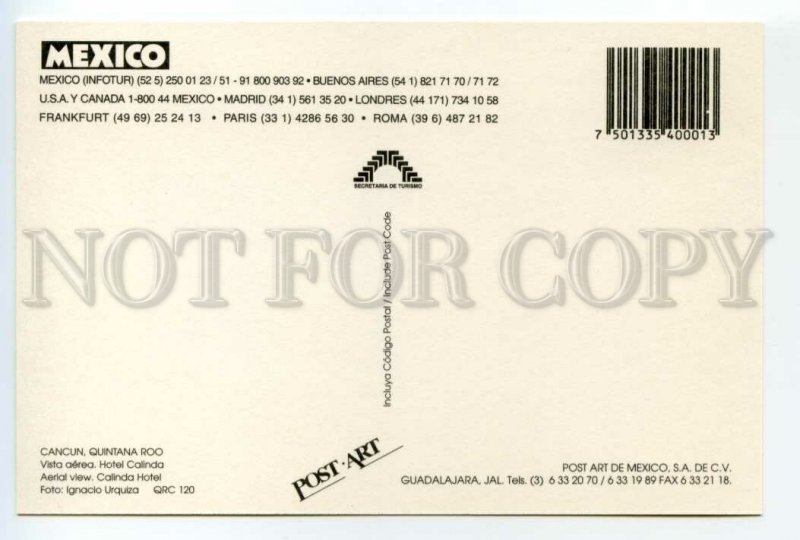 MEXICO
MEXICO (INFOTUR) (52 5) 250 01 23 / 51 - 91 800 903 92 • BUENOS AIRES (54 1) 821 71 70 / 71 72
U.S.A. Y CANADA 1-800 44 MEXICO • MADRID (34 1) 561 35 20 • LONDRES (44 171) 734 10 58
FRANKFURT (49 69) 25 24 13 • PARIS (33 1) 4286 56 30 • ROMA (39 6) 487 21 82
7 501335 400013
SECRETARIA DE TURISMO
Incluya Código Postal / Include Post Code
NOT FOR COPY
CANCUN, QUINTANA ROO
Vista aérea. Hotel Calinda
Aerial view. Calinda Hotel
Foto: Ignacio Urquiza QRC 120
POST • ART
POST ART DE MEXICO, S.A. DE C.V.
GUADALAJARA, JAL. Tels. (3) 6 33 20 70 / 6 33 19 89 FAX 6 33 21 18.